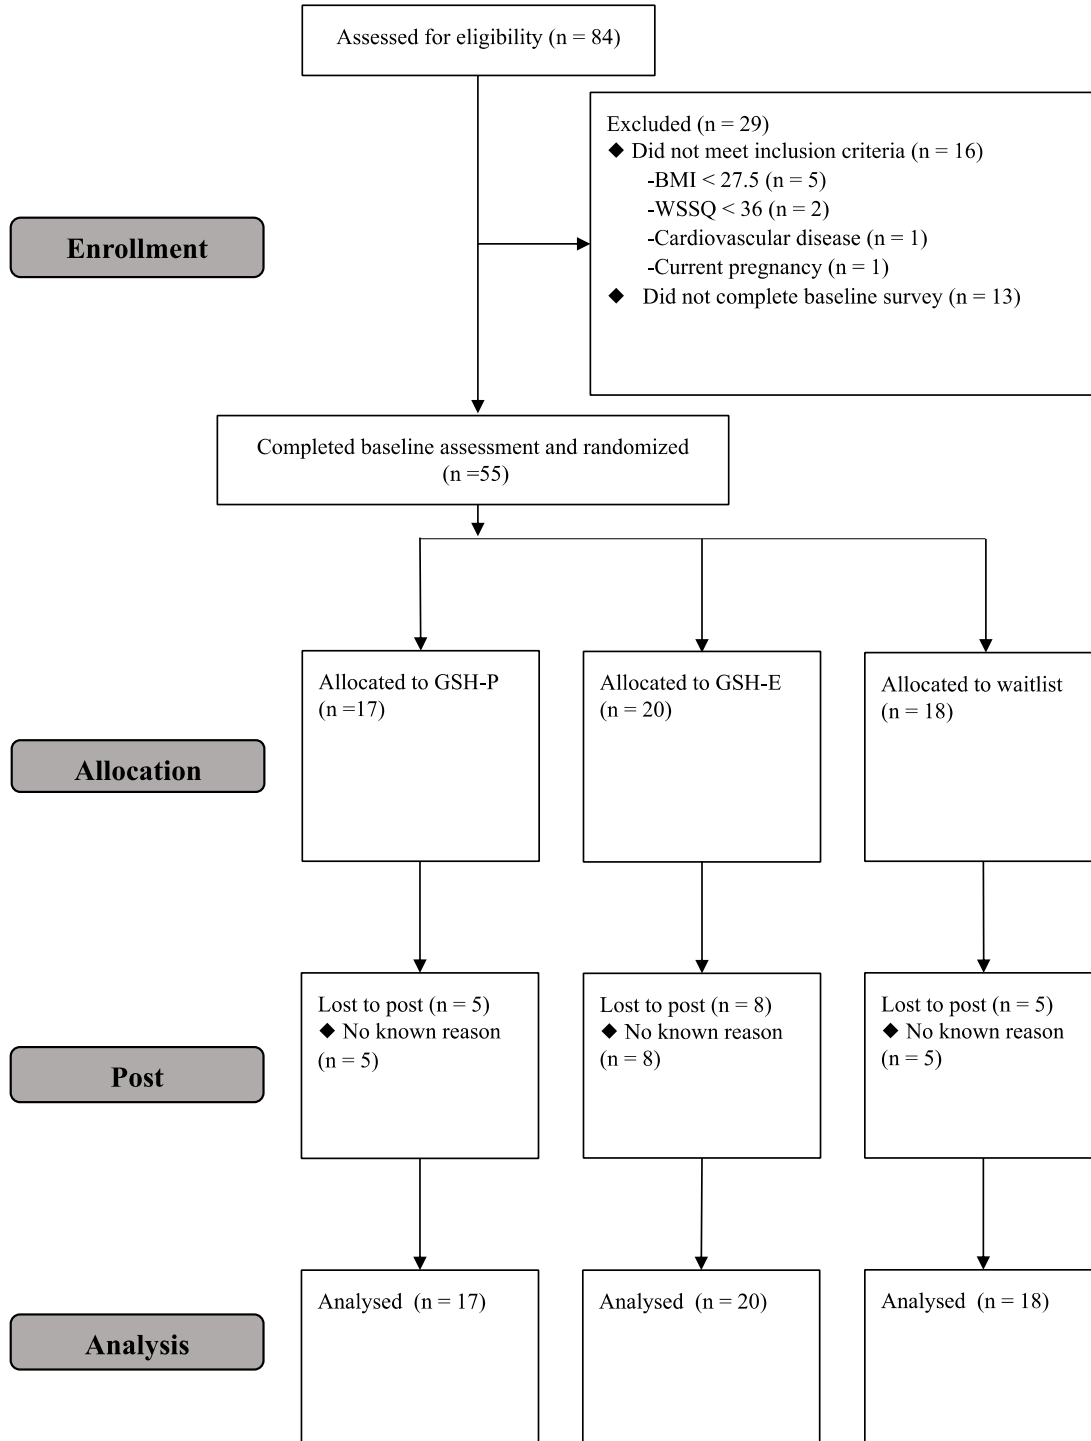 Assessed for eligibility (n = 84)
Excluded (n = 29)
◆ Did not meet inclusion criteria (n = 16)
-BMI < 27.5 (n = 5)
-WSSQ < 36 (n = 2)
-Cardiovascular disease (n = 1)
-Current pregnancy (n = 1)
◆ Did not complete baseline survey (n = 13)
Enrollment
Completed baseline assessment and randomized
(n =55)
Allocated to GSH-P
(n =17)
Allocated to GSH-E
(n = 20)
Allocated to waitlist
(n = 18)
Allocation
Lost to post (n = 5)
◆ No known reason
(n = 5)
Lost to post (n = 8)
◆ No known reason
(n = 8)
Lost to post (n = 5)
◆ No known reason
(n = 5)
Post
Analysed (n = 17)
Analysed (n = 20)
Analysed (n = 18)
Analysis